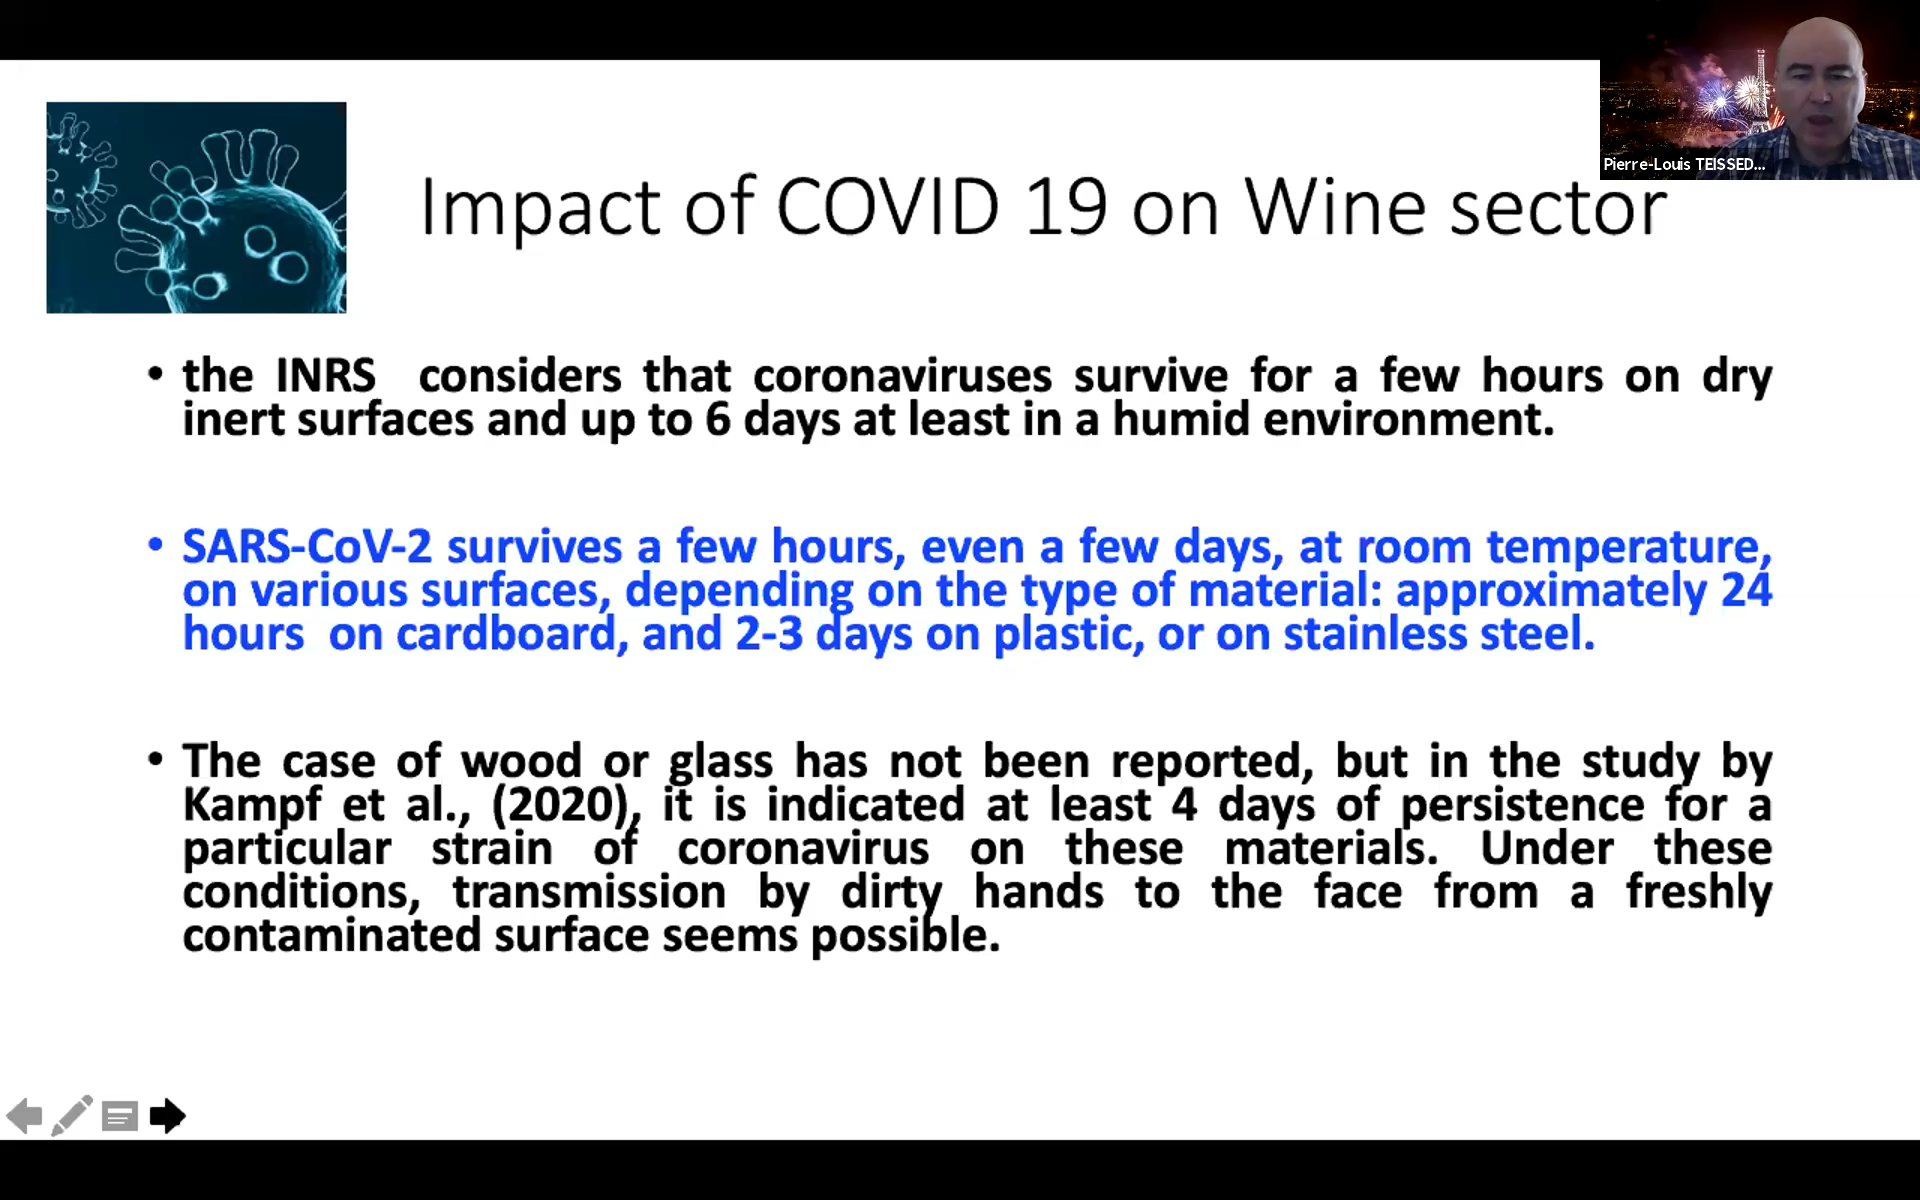 Pierre-Louis TEISSED...
Impact of COVID 19 on Wine sector
• the INRS considers that coronaviruses survive for a few hours on dry
inert surfaces and up to 6 days at least in a humid environment.
• SARS-CoV-2 survives a few hours, even a few days, at room temperature,
on various surfaces, depending on the type of material: approximately 24
hours on cardboard, and 2-3 days on plastic, or on stainless steel.
• The case of wood or glass has not been reported, but in the study by
Kampf et al., (2020), it is indicated at least 4 days of persistence for a
particular strain of coronavirus on these materials. Under these
conditions, transmission by dirty hands to the face from a freshly
contaminated surface seems possible.